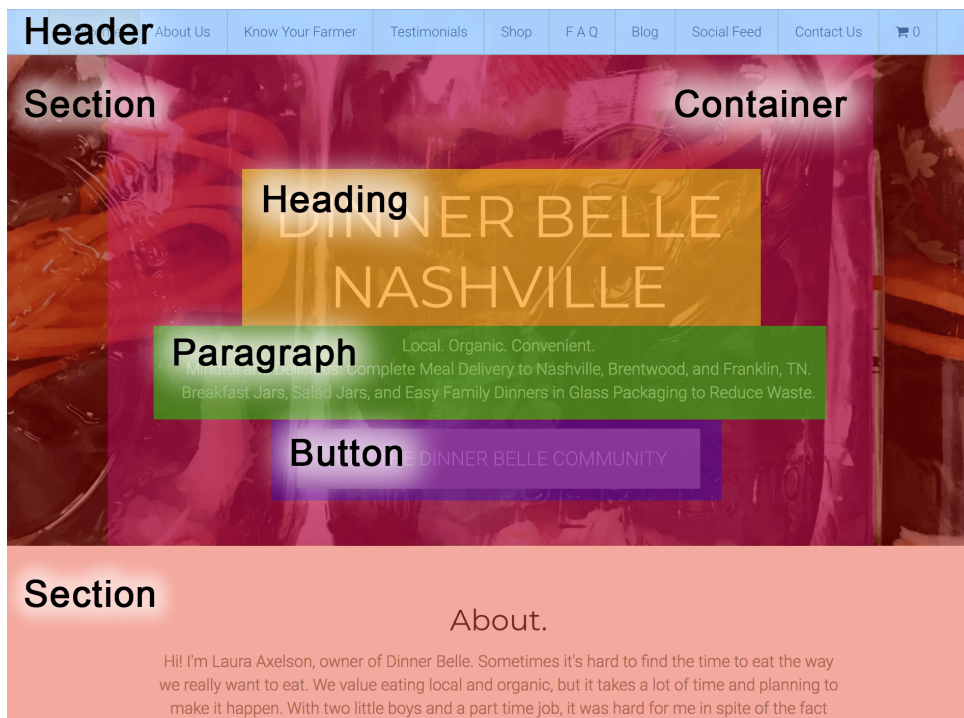 Header
About Us Know Your Farmer Testimonials Shop F A Q Blog Social Feed Contact Us 0
Section Container
Heading
DINNER BELLE
NASHVILLE
Paragraph
Local. Organic. Convenient.
Complete Meal Delivery to Nashville, Brentwood, and Franklin, TN.
Breakfast Jars, Salad Jars, and Easy Family Dinners in Glass Packaging to Reduce Waste.
Button
DINNER BELLE COMMUNITY
Section
About.
Hi! I'm Laura Axelson, owner of Dinner Belle. Sometimes it's hard to find the time to eat the way
we really want to eat. We value eating local and organic, but it takes a lot of time and planning to
make it happen. With two little boys and a part time job, it was hard for me in spite of the fact